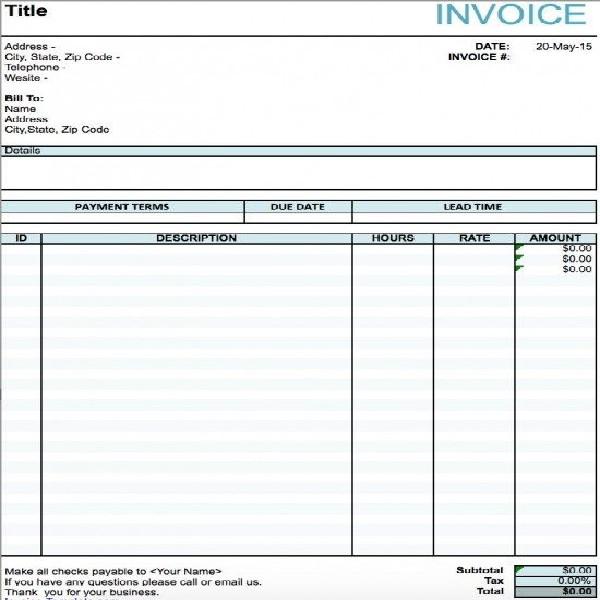 Title
INVOICE
Address -
City, State, Zip Code -
Telephone -
Wesite -
DATE: 20-May-15
INVOICE #:
Bill To:
Name
Address
City,State, Zip Code
Details
PAYMENT TERMS DUE DATE LEAD TIME
ID DESCRIPTION HOURS RATE AMOUNT
$0.00
$0.00
$0.00
Make all checks payable to <Your Name>
If you have any questions please call or email us.
Thank you for your business.
Subtotal $0.00
Tax 0.00%
Total $0.00